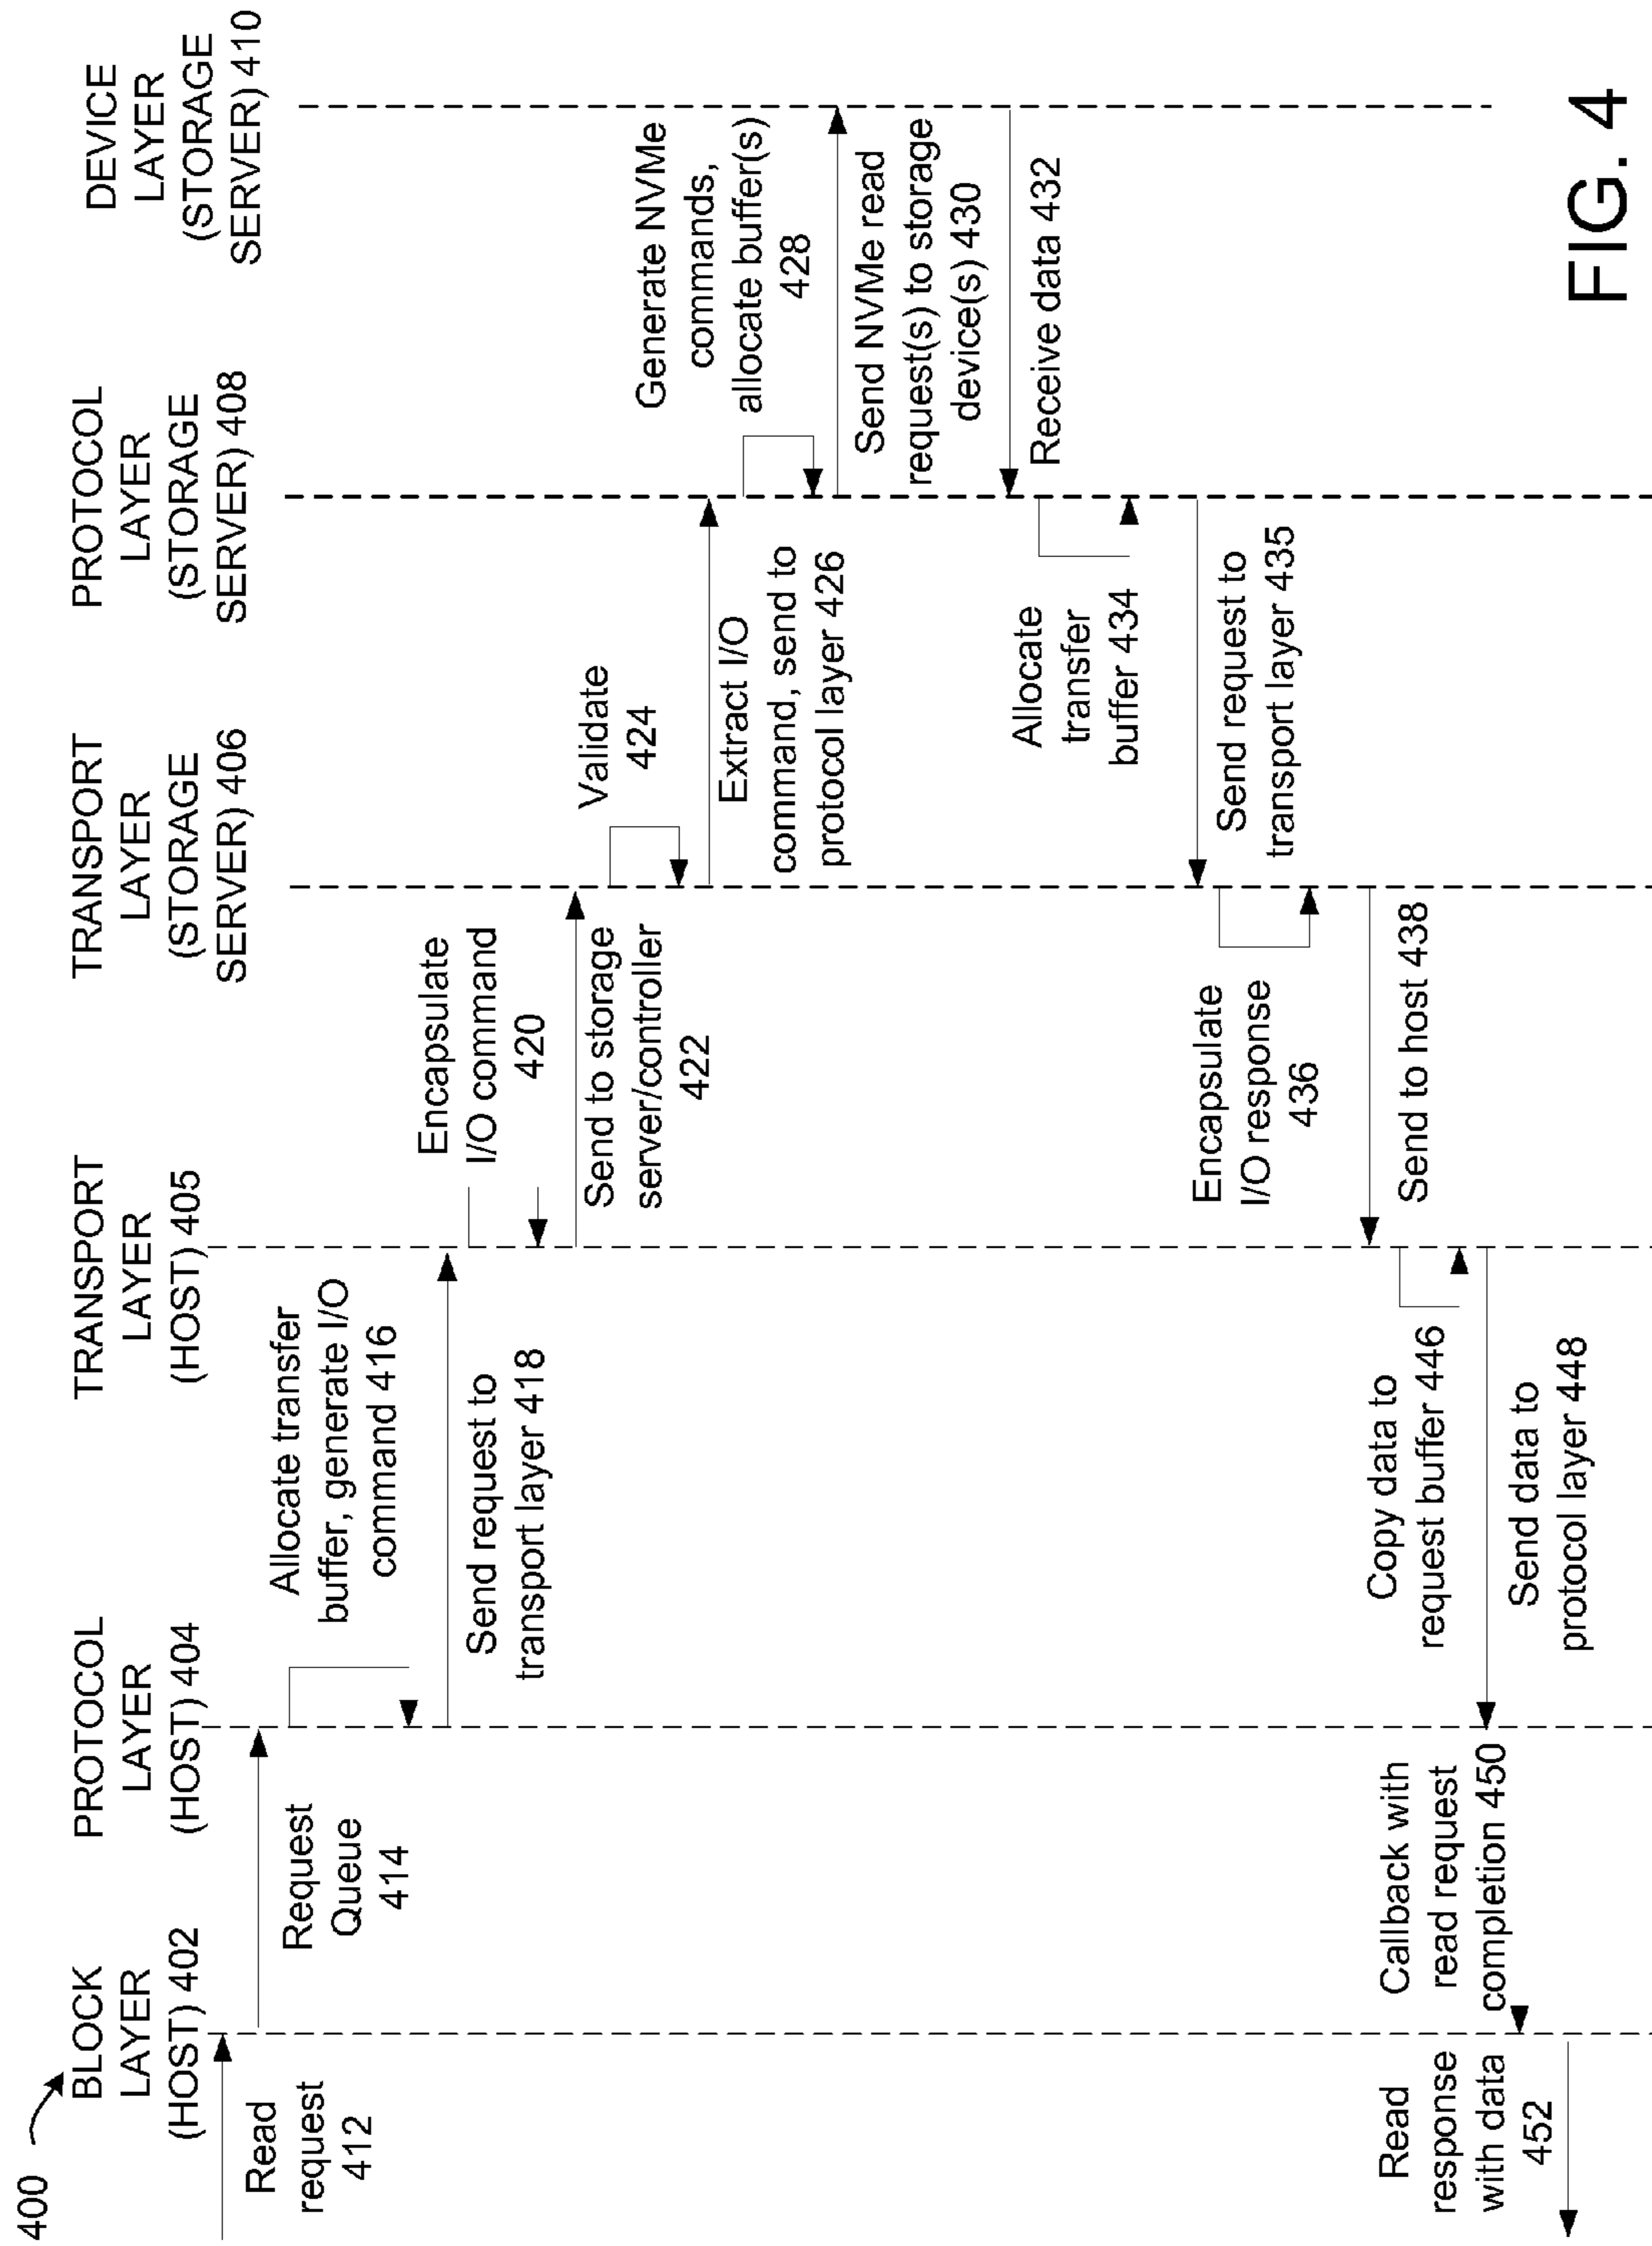 400
BLOCK
LAYER
(HOST) 402
PROTOCOL
LAYER
(HOST) 404
TRANSPORT
LAYER
(HOST) 405
TRANSPORT
LAYER
(STORAGE
SERVER) 406
PROTOCOL
LAYER
(STORAGE
SERVER) 408
DEVICE
LAYER
(STORAGE
SERVER) 410
Read
request
412
Request
Queue
414
Allocate transfer
buffer, generate I/O
command 416
Send request to
transport layer 418
Encapsulate
I/O command
420
Send to storage
server/controller
422
Validate
424
Extract I/O
command, send to
protocol layer 426
Generate NVMe
commands,
allocate buffer(s)
428
Send NVMe read
request(s) to storage
device(s) 430
Receive data 432
Allocate
transfer
buffer 434
Send request to
transport layer 435
Encapsulate
I/O response
436
Send to host 438
Copy data to
request buffer 446
Send data to
protocol layer 448
Callback with
read request
completion 450
Read
response
with data
452
FIG. 4